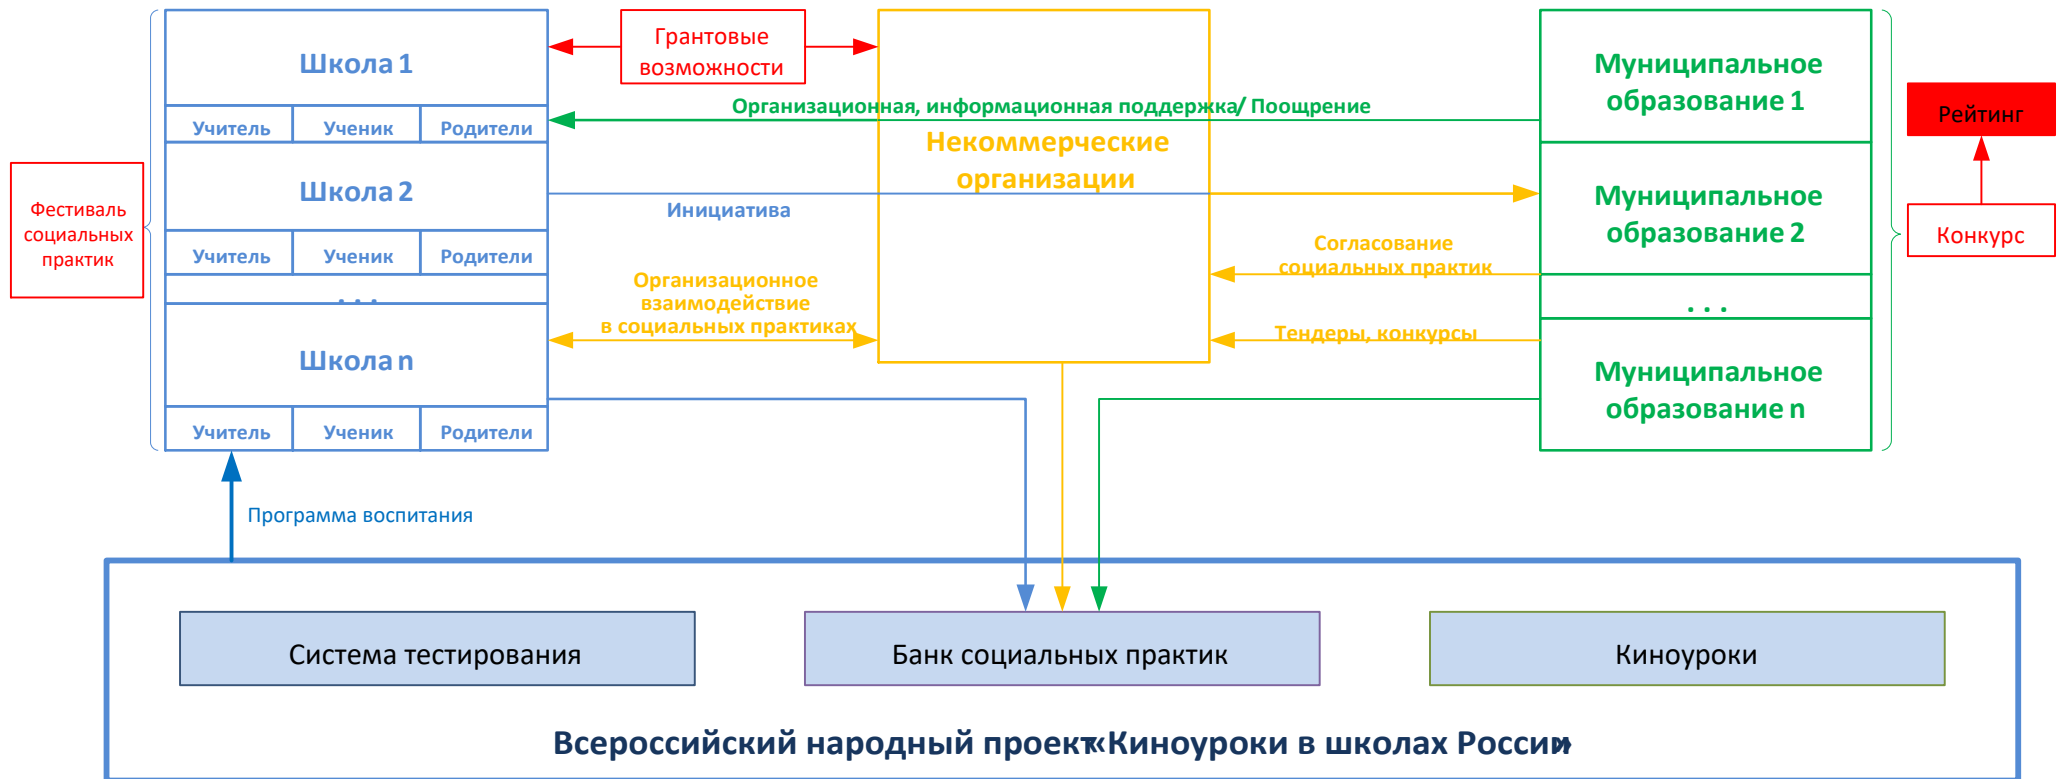 Школа 1
Учитель
Ученик
Родители
Школа 2
Учитель
Ученик
Родители
. . .
Школа n
Учитель
Ученик
Родители
Фестиваль
социальных
практик
Грантовые
возможности
Организационная, информационная поддержка/ Поощрение
Некоммерческие
организации
Инициатива
Организационное
взаимодействие
в социальных практиках
Согласование
социальных практик
Тендеры, конкурсы
Муниципальное
образование 1
Муниципальное
образование 2
. . .
Муниципальное
образование n
Рейтинг
Конкурс
Программа воспитания
Система тестирования
Банк социальных практик
Киноуроки
Всероссийский народный проект«Киноуроки в школах России»